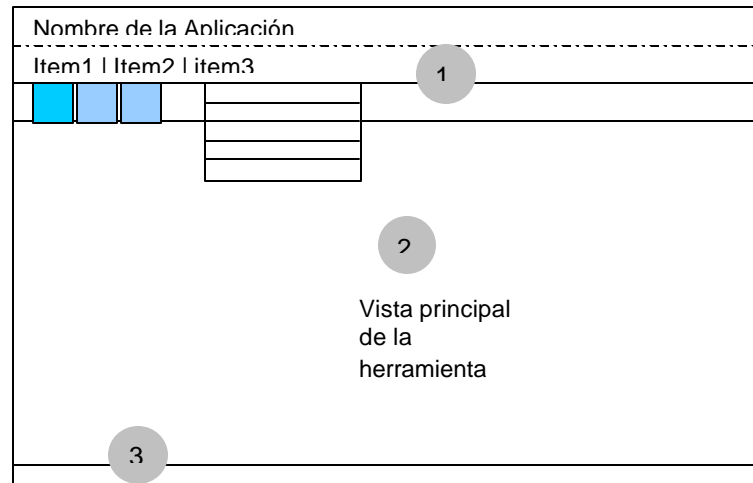 Nombre de la Aplicación
Item1 | Item2 | item3
1
2
Vista principal
de la
herramienta
3